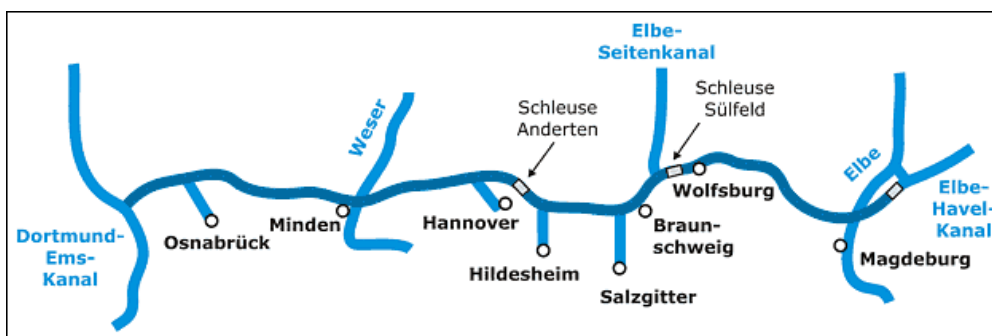 Elbe-
Seitenkanal
Schleuse
Sülfeld
Schleuse
Anderten
Weser
Elbe
Wolfsburg
Elbe-
Havel-
Kanal
Dortmund-
Ems-
Kanal
Osnabrück
Minden
Hannover
Braun-
schweig
Magdeburg
Hildesheim
Salzgitter